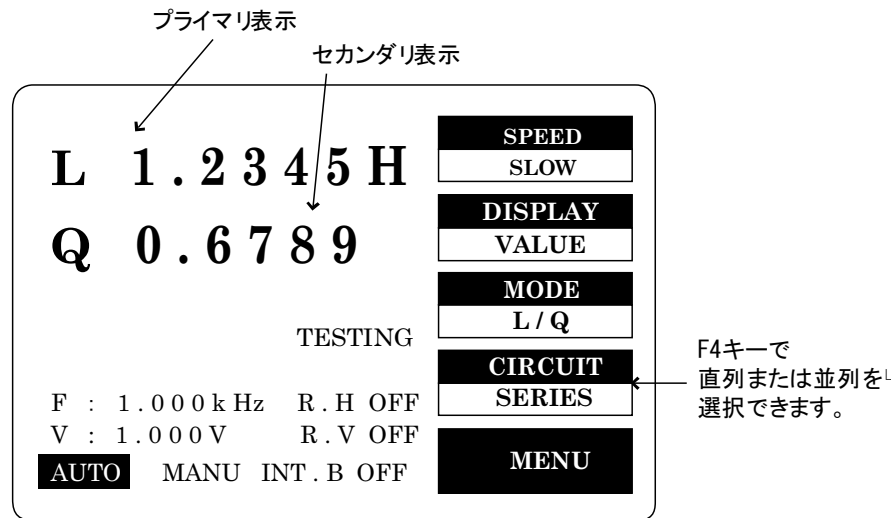 プライマリ表示
セカンダリ表示
L 1.2345H
Q 0.6789
TESTING
F : 1.000kHz R.H OFF
V : 1.000V R.V OFF
AUTO MANU INT.B OFF
SPEED
SLOW
DISPLAY
VALUE
MODE
L/Q
CIRCUIT
SERIES
MENU
F4キーで
直列または並列を
選択できます。